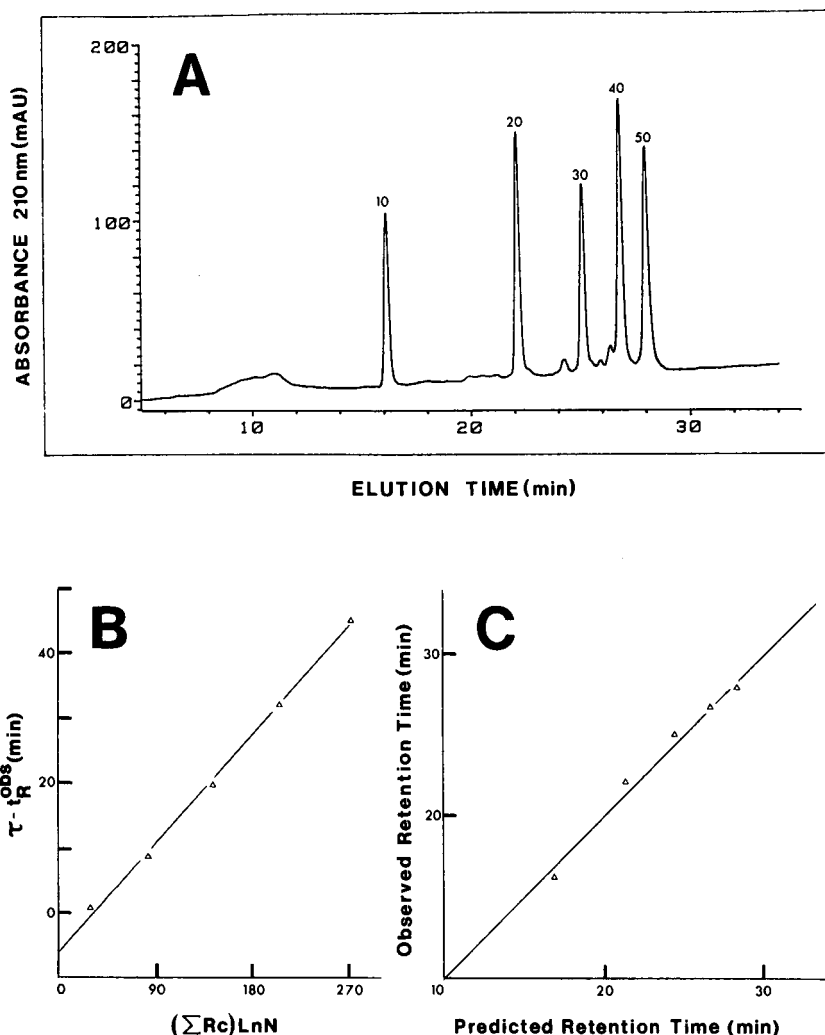 A
200
100
0
ABSORBANCE 210 nm (mAU)
10
20
30
40
50
10
20
30
ELUTION TIME (min)
B
40
20
0
τ - t_R^obs (min)
0
90
180
270
(∑Rc)LnN
C
30
20
Observed Retention Time (min)
10
20
30
Predicted Retention Time (min)